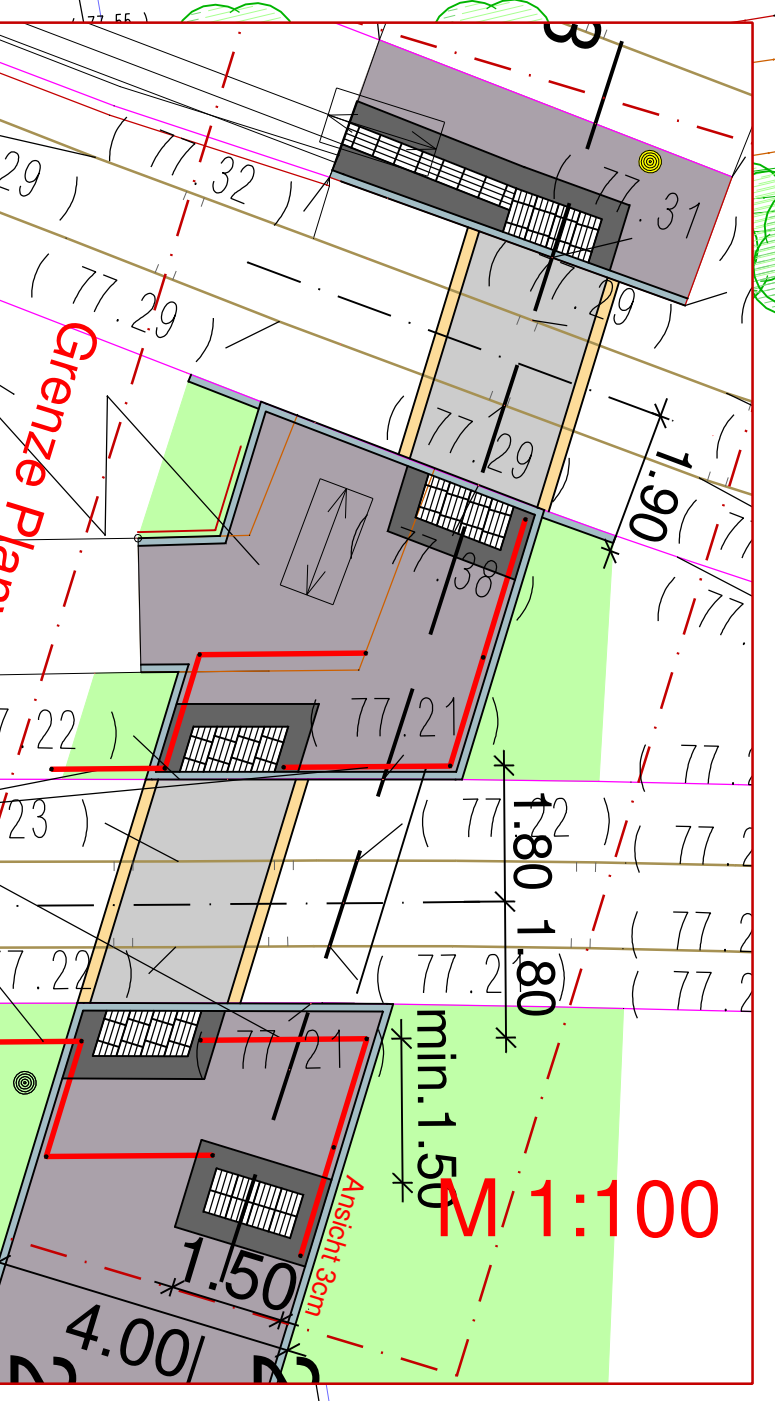 ( 77.55 )
( 77.32 )
29 )
( 77.31 )
( 77.29 )
( 77.29 )
( 77.29
1.90
Grenze Plan
77.38 )
( 77.21 )
7.22 )
23 )
( 77.22 )
1.80 1.80
77.22 )
( 77.21 )
( 77.21 )
min.1.50
M 1:100
Ansicht 3cm
1.50
4.00